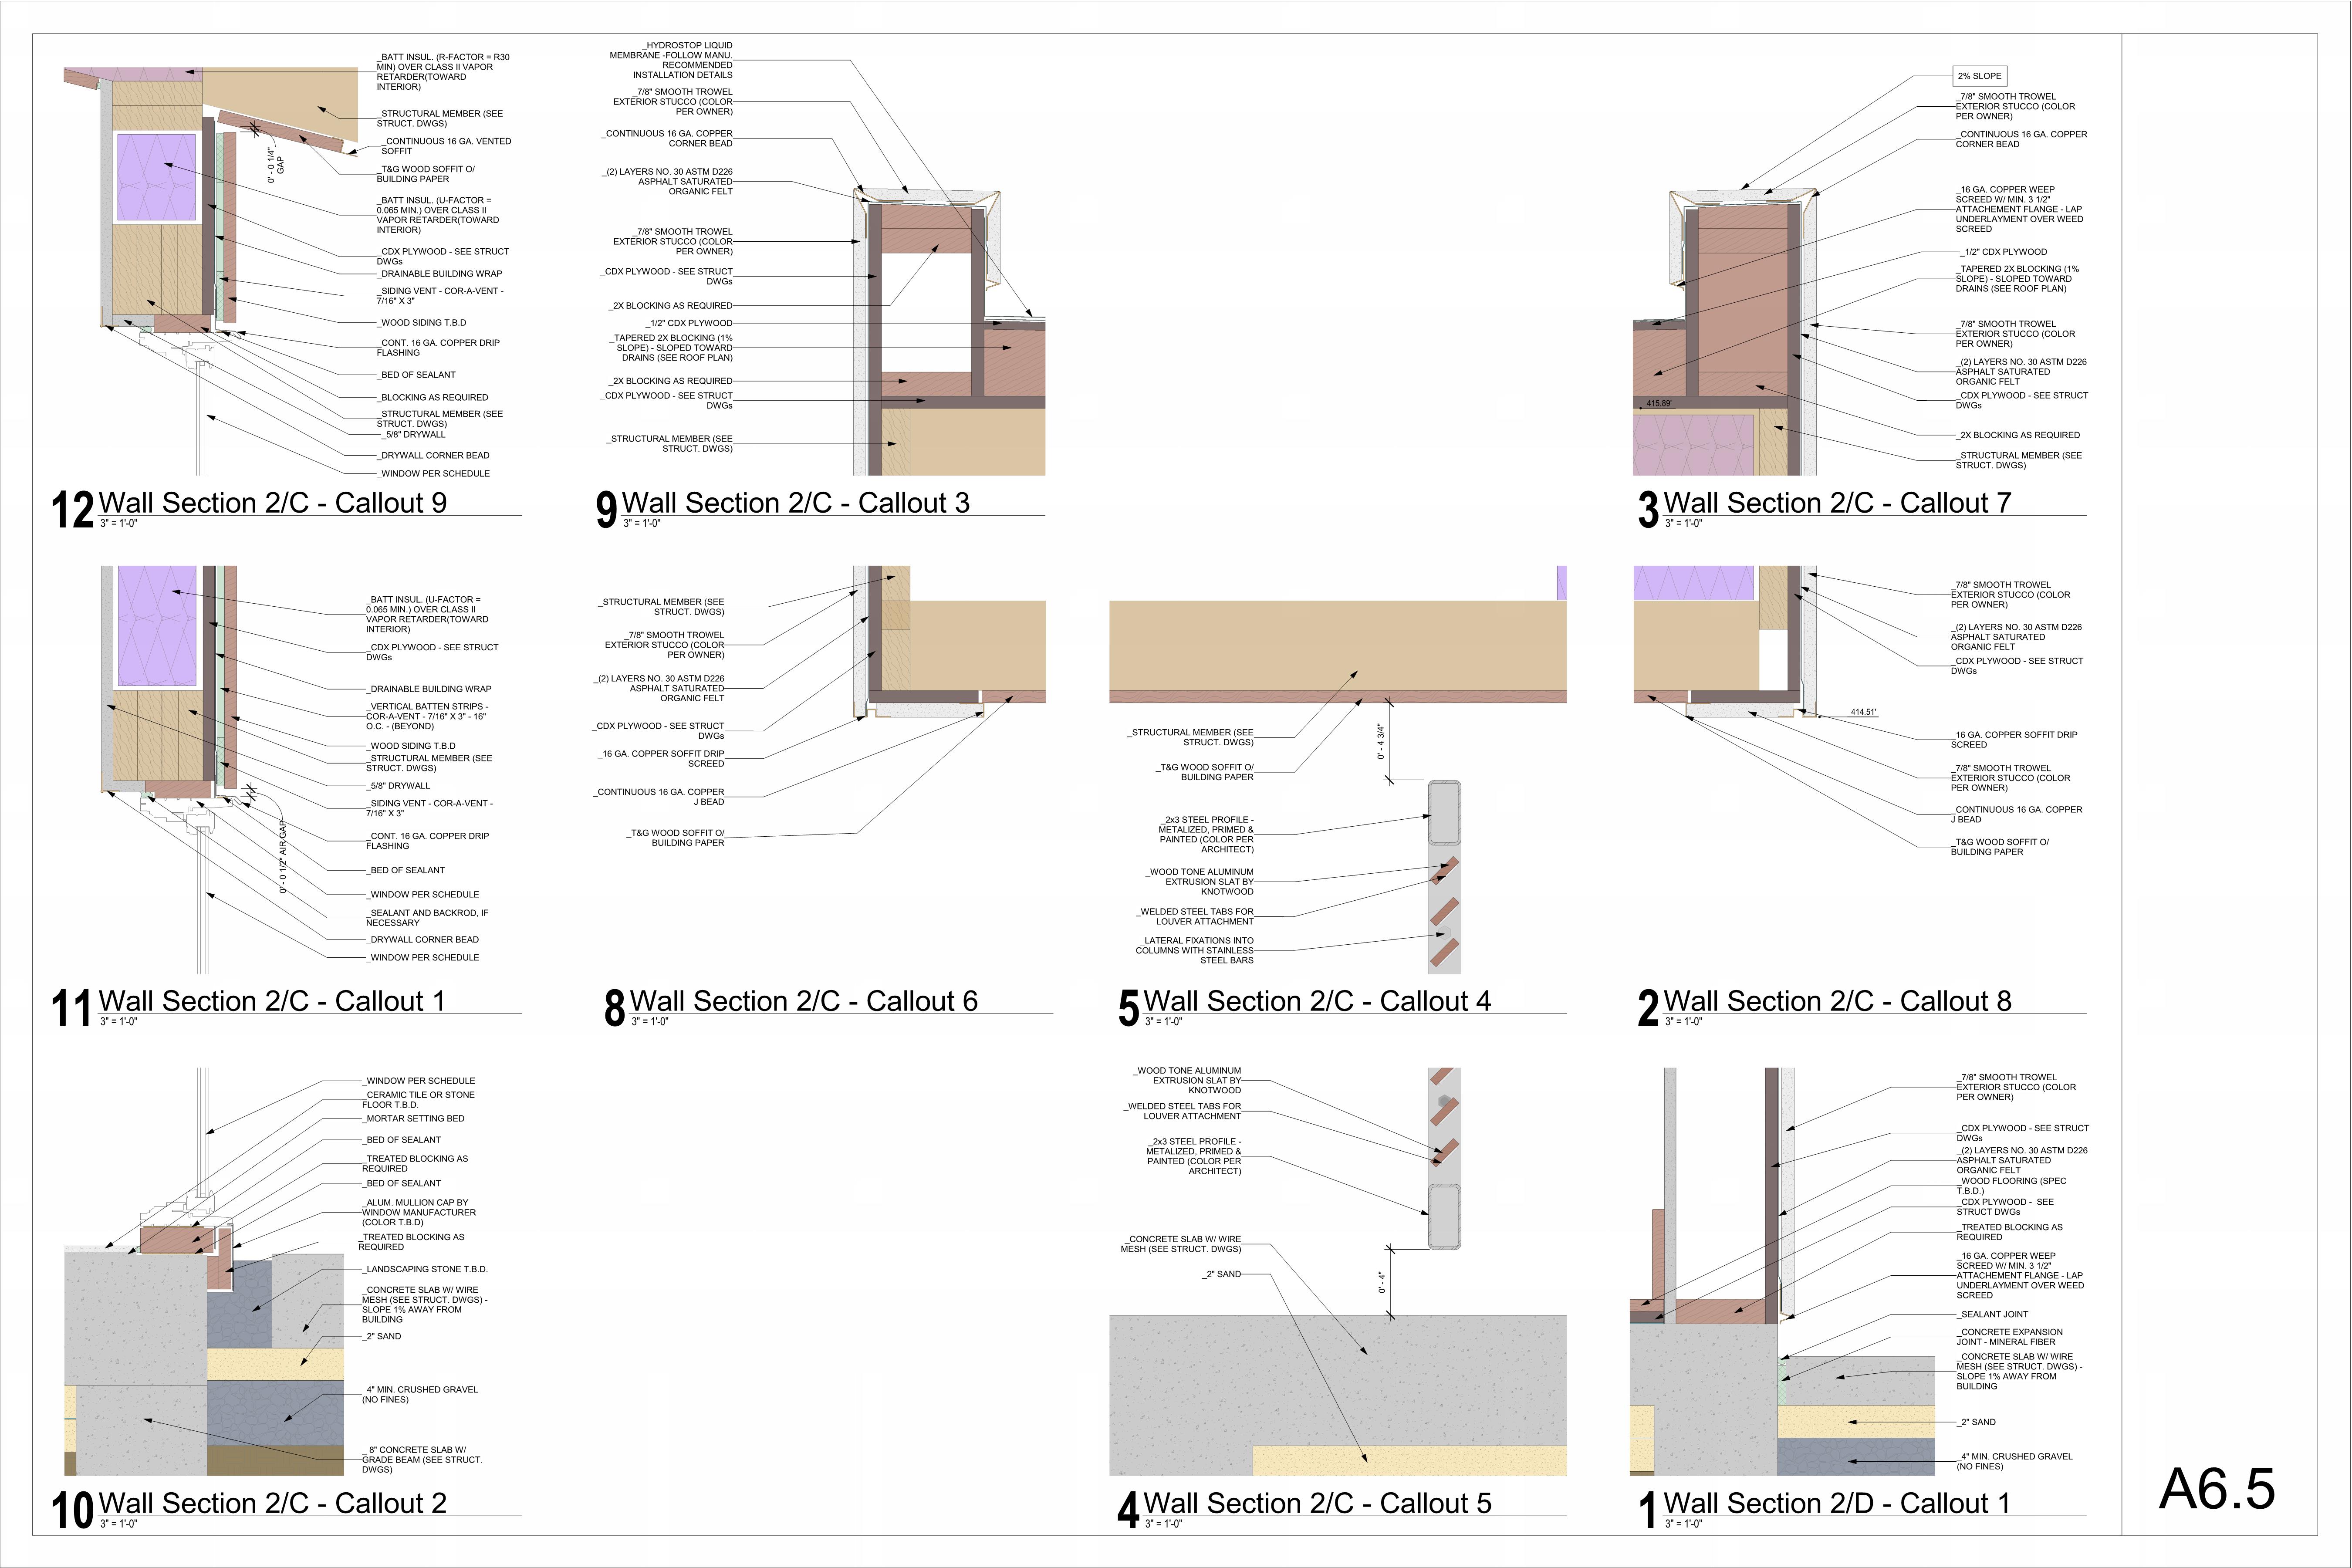 _BATT INSUL. (R-FACTOR = R30
MIN) OVER CLASS II VAPOR
RETARDER(TOWARD
INTERIOR)
_STRUCTURAL MEMBER (SEE
STRUCT. DWGS)
_CONTINUOUS 16 GA. VENTED
SOFFIT
_T&G WOOD SOFFIT O/
BUILDING PAPER
0' - 0 1/4"
GAP
_BATT INSUL. (U-FACTOR =
0.065 MIN.) OVER CLASS II
VAPOR RETARDER(TOWARD
INTERIOR)
_CDX PLYWOOD - SEE STRUCT
DWGs
_DRAINABLE BUILDING WRAP
_SIDING VENT - COR-A-VENT -
7/16" X 3"
_WOOD SIDING T.B.D
_CONT. 16 GA. COPPER DRIP
FLASHING
_BED OF SEALANT
_BLOCKING AS REQUIRED
_STRUCTURAL MEMBER (SEE
STRUCT. DWGS)
_5/8" DRYWALL
_DRYWALL CORNER BEAD
_WINDOW PER SCHEDULE
12 Wall Section 2/C - Callout 9
3" = 1'-0"
_HYDROSTOP LIQUID
MEMBRANE -FOLLOW MANU.
RECOMMENDED
INSTALLATION DETAILS
_7/8" SMOOTH TROWEL
EXTERIOR STUCCO (COLOR
PER OWNER)
_CONTINUOUS 16 GA. COPPER
CORNER BEAD
_(2) LAYERS NO. 30 ASTM D226
ASPHALT SATURATED
ORGANIC FELT
_7/8" SMOOTH TROWEL
EXTERIOR STUCCO (COLOR
PER OWNER)
_CDX PLYWOOD - SEE STRUCT
DWGs
_2X BLOCKING AS REQUIRED
_1/2" CDX PLYWOOD
_TAPERED 2X BLOCKING (1%
SLOPE) - SLOPED TOWARD
DRAINS (SEE ROOF PLAN)
_2X BLOCKING AS REQUIRED
_CDX PLYWOOD - SEE STRUCT
DWGs
_STRUCTURAL MEMBER (SEE
STRUCT. DWGS)
9 Wall Section 2/C - Callout 3
3" = 1'-0"
2% SLOPE
_7/8" SMOOTH TROWEL
EXTERIOR STUCCO (COLOR
PER OWNER)
_CONTINUOUS 16 GA. COPPER
CORNER BEAD
_16 GA. COPPER WEEP
SCREED W/ MIN. 3 1/2"
ATTACHEMENT FLANGE - LAP
UNDERLAYMENT OVER WEED
SCREED
_1/2" CDX PLYWOOD
_TAPERED 2X BLOCKING (1%
SLOPE) - SLOPED TOWARD
DRAINS (SEE ROOF PLAN)
_7/8" SMOOTH TROWEL
EXTERIOR STUCCO (COLOR
PER OWNER)
_(2) LAYERS NO. 30 ASTM D226
ASPHALT SATURATED
ORGANIC FELT
_CDX PLYWOOD - SEE STRUCT
DWGs
415.89'
_2X BLOCKING AS REQUIRED
_STRUCTURAL MEMBER (SEE
STRUCT. DWGS)
3 Wall Section 2/C - Callout 7
3" = 1'-0"
_BATT INSUL. (U-FACTOR =
0.065 MIN.) OVER CLASS II
VAPOR RETARDER(TOWARD
INTERIOR)
_CDX PLYWOOD - SEE STRUCT
DWGs
_DRAINABLE BUILDING WRAP
_VERTICAL BATTEN STRIPS -
COR-A-VENT - 7/16" X 3" - 16"
O.C. - (BEYOND)
_WOOD SIDING T.B.D
_STRUCTURAL MEMBER (SEE
STRUCT. DWGS)
_5/8" DRYWALL
_SIDING VENT - COR-A-VENT -
7/16" X 3"
_CONT. 16 GA. COPPER DRIP
FLASHING
0' - 0 1/2" AIR GAP
_BED OF SEALANT
_WINDOW PER SCHEDULE
_SEALANT AND BACKROD, IF
NECESSARY
_DRYWALL CORNER BEAD
_WINDOW PER SCHEDULE
11 Wall Section 2/C - Callout 1
3" = 1'-0"
_STRUCTURAL MEMBER (SEE
STRUCT. DWGS)
_7/8" SMOOTH TROWEL
EXTERIOR STUCCO (COLOR
PER OWNER)
_(2) LAYERS NO. 30 ASTM D226
ASPHALT SATURATED
ORGANIC FELT
_CDX PLYWOOD - SEE STRUCT
DWGs
_16 GA. COPPER SOFFIT DRIP
SCREED
_CONTINUOUS 16 GA. COPPER
J BEAD
_T&G WOOD SOFFIT O/
BUILDING PAPER
8 Wall Section 2/C - Callout 6
3" = 1'-0"
_STRUCTURAL MEMBER (SEE
STRUCT. DWGS)
0' - 4 3/4"
_T&G WOOD SOFFIT O/
BUILDING PAPER
_2x3 STEEL PROFILE -
METALIZED, PRIMED &
PAINTED (COLOR PER
ARCHITECT)
_WOOD TONE ALUMINUM
EXTRUSION SLAT BY
KNOTWOOD
_WELDED STEEL TABS FOR
LOUVER ATTACHMENT
_LATERAL FIXATIONS INTO
COLUMNS WITH STAINLESS
STEEL BARS
5 Wall Section 2/C - Callout 4
3" = 1'-0"
_7/8" SMOOTH TROWEL
EXTERIOR STUCCO (COLOR
PER OWNER)
_(2) LAYERS NO. 30 ASTM D226
ASPHALT SATURATED
ORGANIC FELT
_CDX PLYWOOD - SEE STRUCT
DWGs
414.51'
_16 GA. COPPER SOFFIT DRIP
SCREED
_7/8" SMOOTH TROWEL
EXTERIOR STUCCO (COLOR
PER OWNER)
_CONTINUOUS 16 GA. COPPER
J BEAD
_T&G WOOD SOFFIT O/
BUILDING PAPER
2 Wall Section 2/C - Callout 8
3" = 1'-0"
_WINDOW PER SCHEDULE
_CERAMIC TILE OR STONE
FLOOR T.B.D.
_MORTAR SETTING BED
_BED OF SEALANT
_TREATED BLOCKING AS
REQUIRED
_BED OF SEALANT
_ALUM. MULLION CAP BY
WINDOW MANUFACTURER
(COLOR T.B.D)
_TREATED BLOCKING AS
REQUIRED
_LANDSCAPING STONE T.B.D.
_CONCRETE SLAB W/ WIRE
MESH (SEE STRUCT. DWGS) -
SLOPE 1% AWAY FROM
BUILDING
_2" SAND
_4" MIN. CRUSHED GRAVEL
(NO FINES)
_ 8" CONCRETE SLAB W/
GRADE BEAM (SEE STRUCT.
DWGS)
10 Wall Section 2/C - Callout 2
3" = 1'-0"
_WOOD TONE ALUMINUM
EXTRUSION SLAT BY
KNOTWOOD
_WELDED STEEL TABS FOR
LOUVER ATTACHMENT
_2x3 STEEL PROFILE -
METALIZED, PRIMED &
PAINTED (COLOR PER
ARCHITECT)
_CONCRETE SLAB W/ WIRE
MESH (SEE STRUCT. DWGS)
_2" SAND
0' - 4"
4 Wall Section 2/C - Callout 5
3" = 1'-0"
_7/8" SMOOTH TROWEL
EXTERIOR STUCCO (COLOR
PER OWNER)
_CDX PLYWOOD - SEE STRUCT
DWGs
_(2) LAYERS NO. 30 ASTM D226
ASPHALT SATURATED
ORGANIC FELT
_WOOD FLOORING (SPEC
T.B.D.)
_CDX PLYWOOD - SEE
STRUCT DWGs
_TREATED BLOCKING AS
REQUIRED
_16 GA. COPPER WEEP
SCREED W/ MIN. 3 1/2"
ATTACHEMENT FLANGE - LAP
UNDERLAYMENT OVER WEED
SCREED
_SEALANT JOINT
_CONCRETE EXPANSION
JOINT - MINERAL FIBER
_CONCRETE SLAB W/ WIRE
MESH (SEE STRUCT. DWGS) -
SLOPE 1% AWAY FROM
BUILDING
_2" SAND
_4" MIN. CRUSHED GRAVEL
(NO FINES)
1 Wall Section 2/D - Callout 1
3" = 1'-0"
A6.5